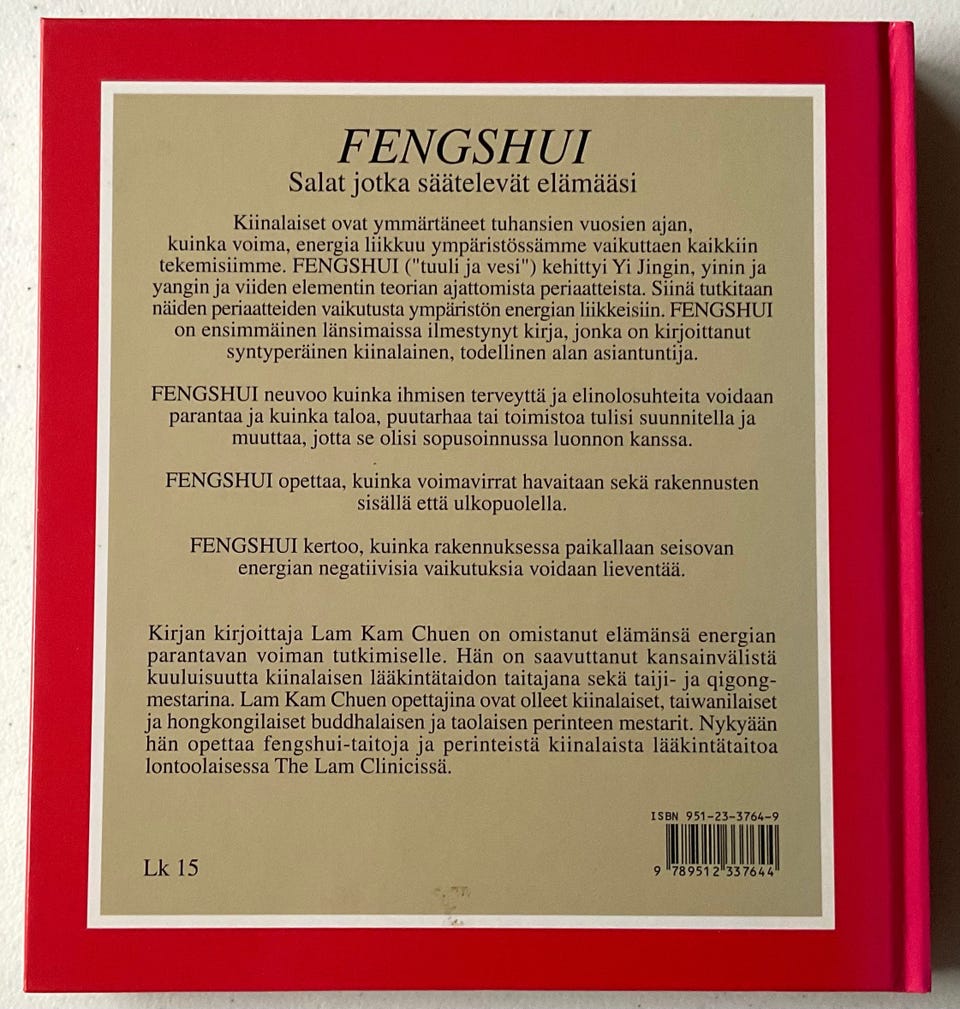 FENGSHUI
Salat jotka säätelevät elämääsi
Kiinalaiset ovat ymmärtäneet tuhansien vuosien ajan,
kuinka voima, energia liikkuu ympäristössämme vaikuttaen kaikkiin
tekemisiimme. FENGSHUI ("tuuli ja vesi") kehittyi Yi Jingin, yinin ja
yangin ja viiden elementin teorian ajattomista periaatteista. Siinä tutkitaan
näiden periaatteiden vaikutusta ympäristön energian liikkeisiin. FENGSHUI
on ensimmäinen länsimaissa ilmestynyt kirja, jonka on kirjoittanut
syntyperäinen kiinalainen, todellinen alan asiantuntija.
FENGSHUI neuvoo kuinka ihmisen terveyttä ja elinolosuhteita voidaan
parantaa ja kuinka taloa, puutarhaa tai toimistoa tulisi suunnitella ja
muuttaa, jotta se olisi sopusoinnussa luonnon kanssa.
FENGSHUI opettaa, kuinka voimavirrat havaitaan sekä rakennusten
sisällä että ulkopuolella.
FENGSHUI kertoo, kuinka rakennuksessa paikallaan seisovan
energian negatiivisia vaikutuksia voidaan lieventää.
Kirjan kirjoittaja Lam Kam Chuen on omistanut elämänsä energian
parantavan voiman tutkimiselle. Hän on saavuttanut kansainvälistä
kuuluisuutta kiinalaisen lääkintätaidon taitajana sekä taiji- ja qigong-
mestarina. Lam Kam Chuen opettajina ovat olleet kiinalaiset, taiwanilaiset
ja hongkongilaiset buddhalaisen ja taolaisen perinteen mestarit. Nykyään
hän opettaa fengshui-taitoja ja perinteistä kiinalaista lääkintätaitoa
lontoolaisessa The Lam Clinicissä.
ISBN 951-23-3764-9
9 789512 337644
Lk 15